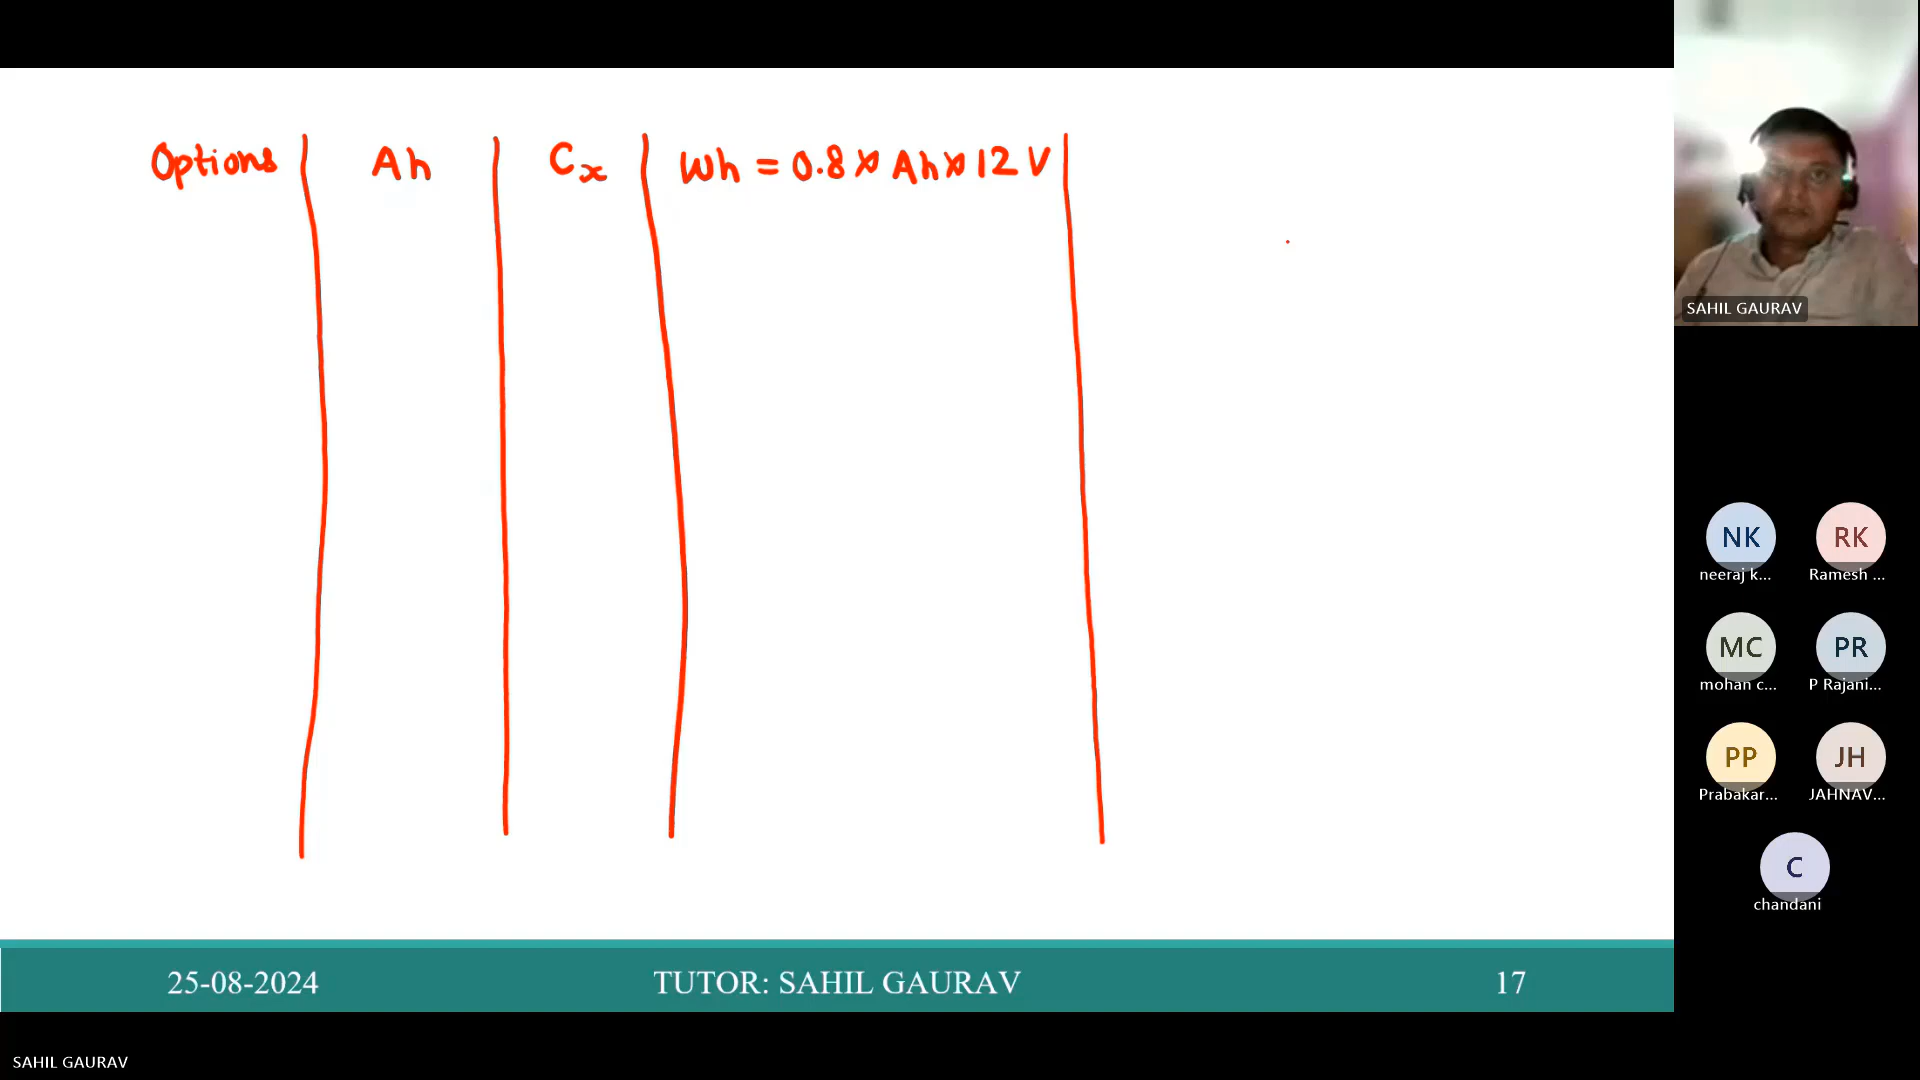 Options Ah Cx Wh = 0.8 × Ah × 12 V
SAHIL GAURAV
NK RK
neeraj k... Ramesh ...
MC PR
mohan c... P Rajani...
PP JH
Prabakar... JAHNAV...
C
chandani
25-08-2024 TUTOR: SAHIL GAURAV 17
SAHIL GAURAV